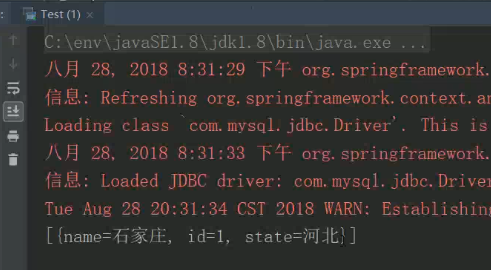 Test (1) ×
C:\env\javaSE1.8\jdk1.8\bin\java.exe ...
八月 28, 2018 8:31:29 下午 org.springframework.
信息: Refreshing org.springframework.context.an
Loading class `com.mysql.jdbc.Driver'. This is
八月 28, 2018 8:31:33 下午 org.springframework.
信息: Loaded JDBC driver: com.mysql.jdbc.Driver
Tue Aug 28 20:31:34 CST 2018 WARN: Establishing
[{name=石家庄, id=1, state=河北}]